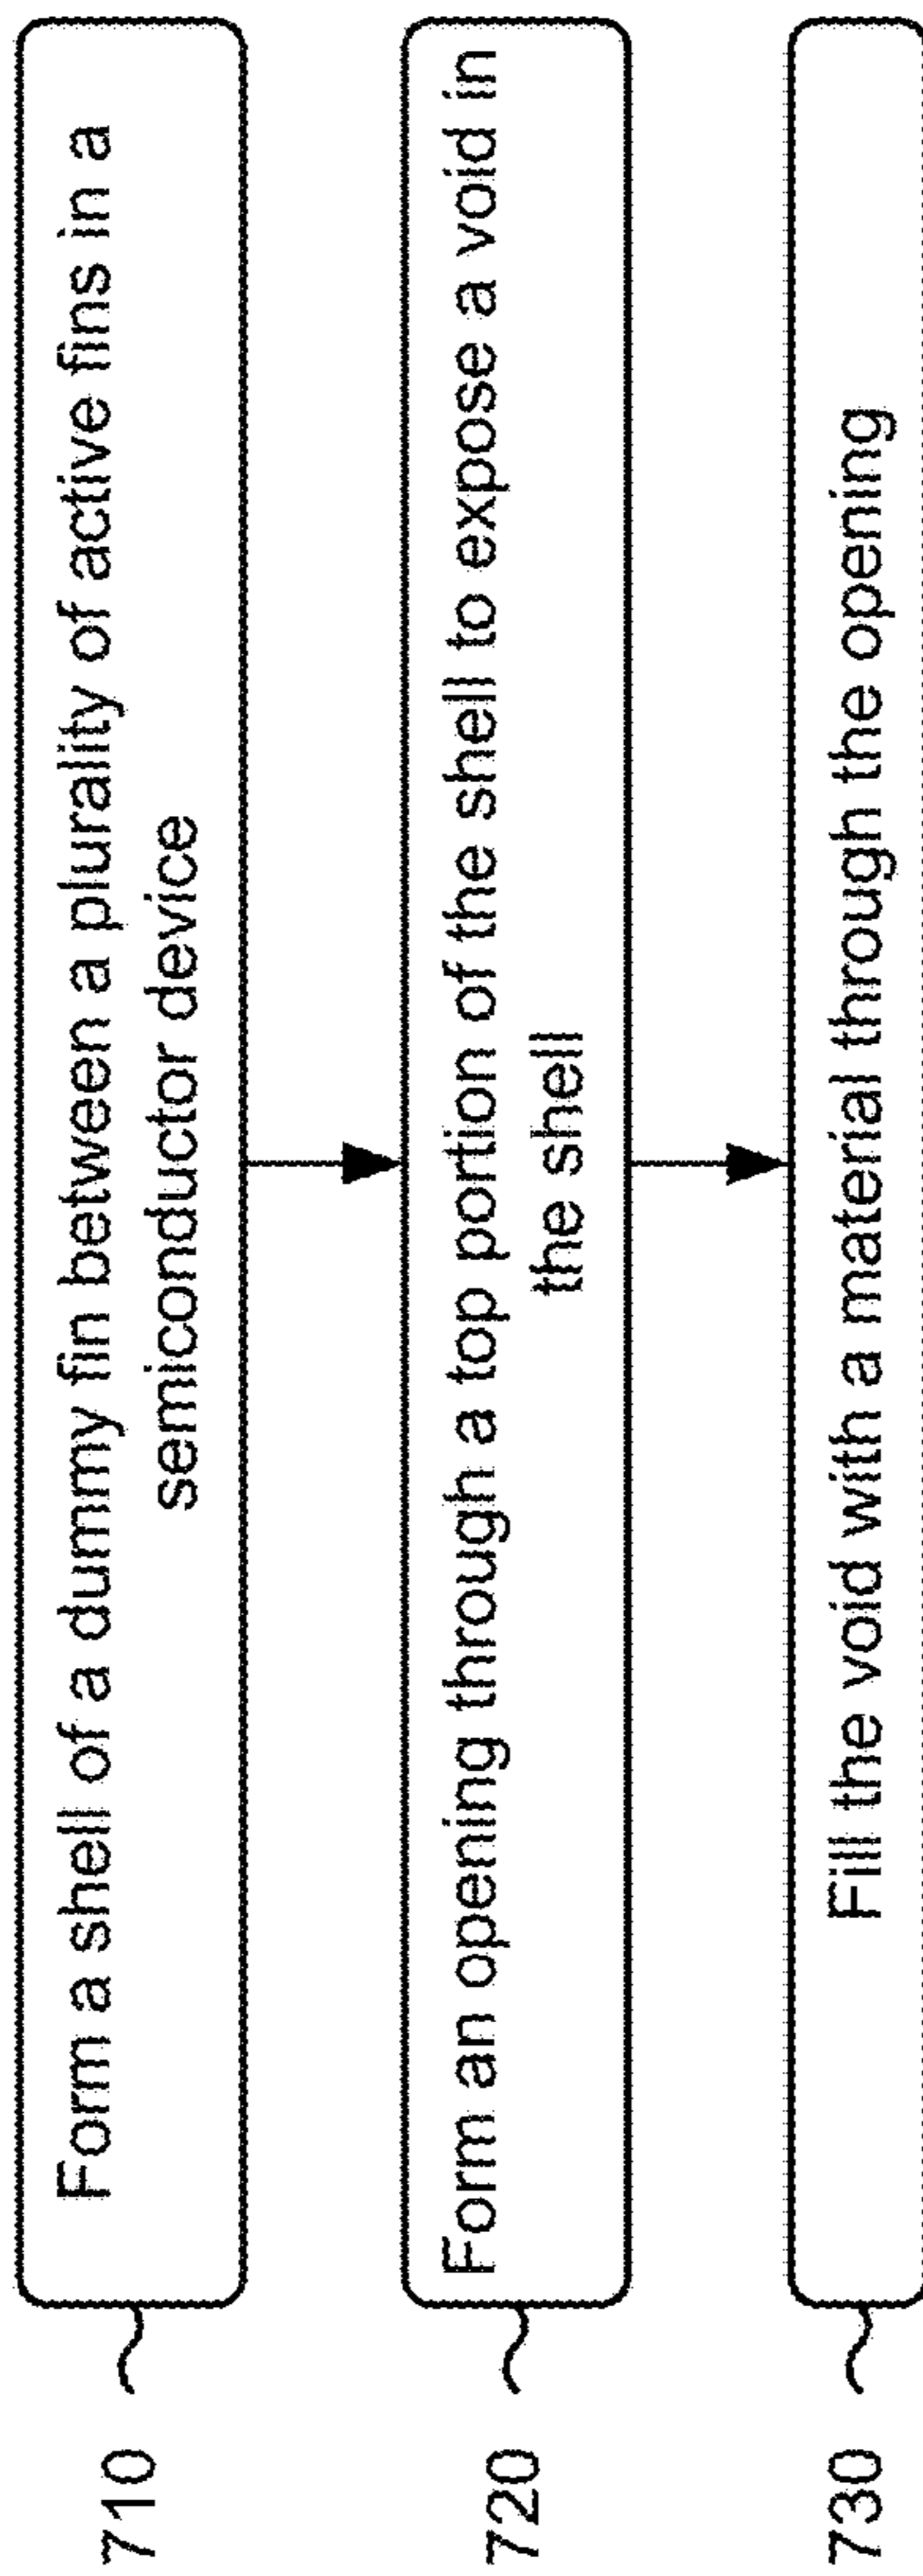 710
Form a shell of a dummy fin between a plurality of active fins in a
semiconductor device
720
Form an opening through a top portion of the shell to expose a void in
the shell
730
Fill the void with a material through the opening